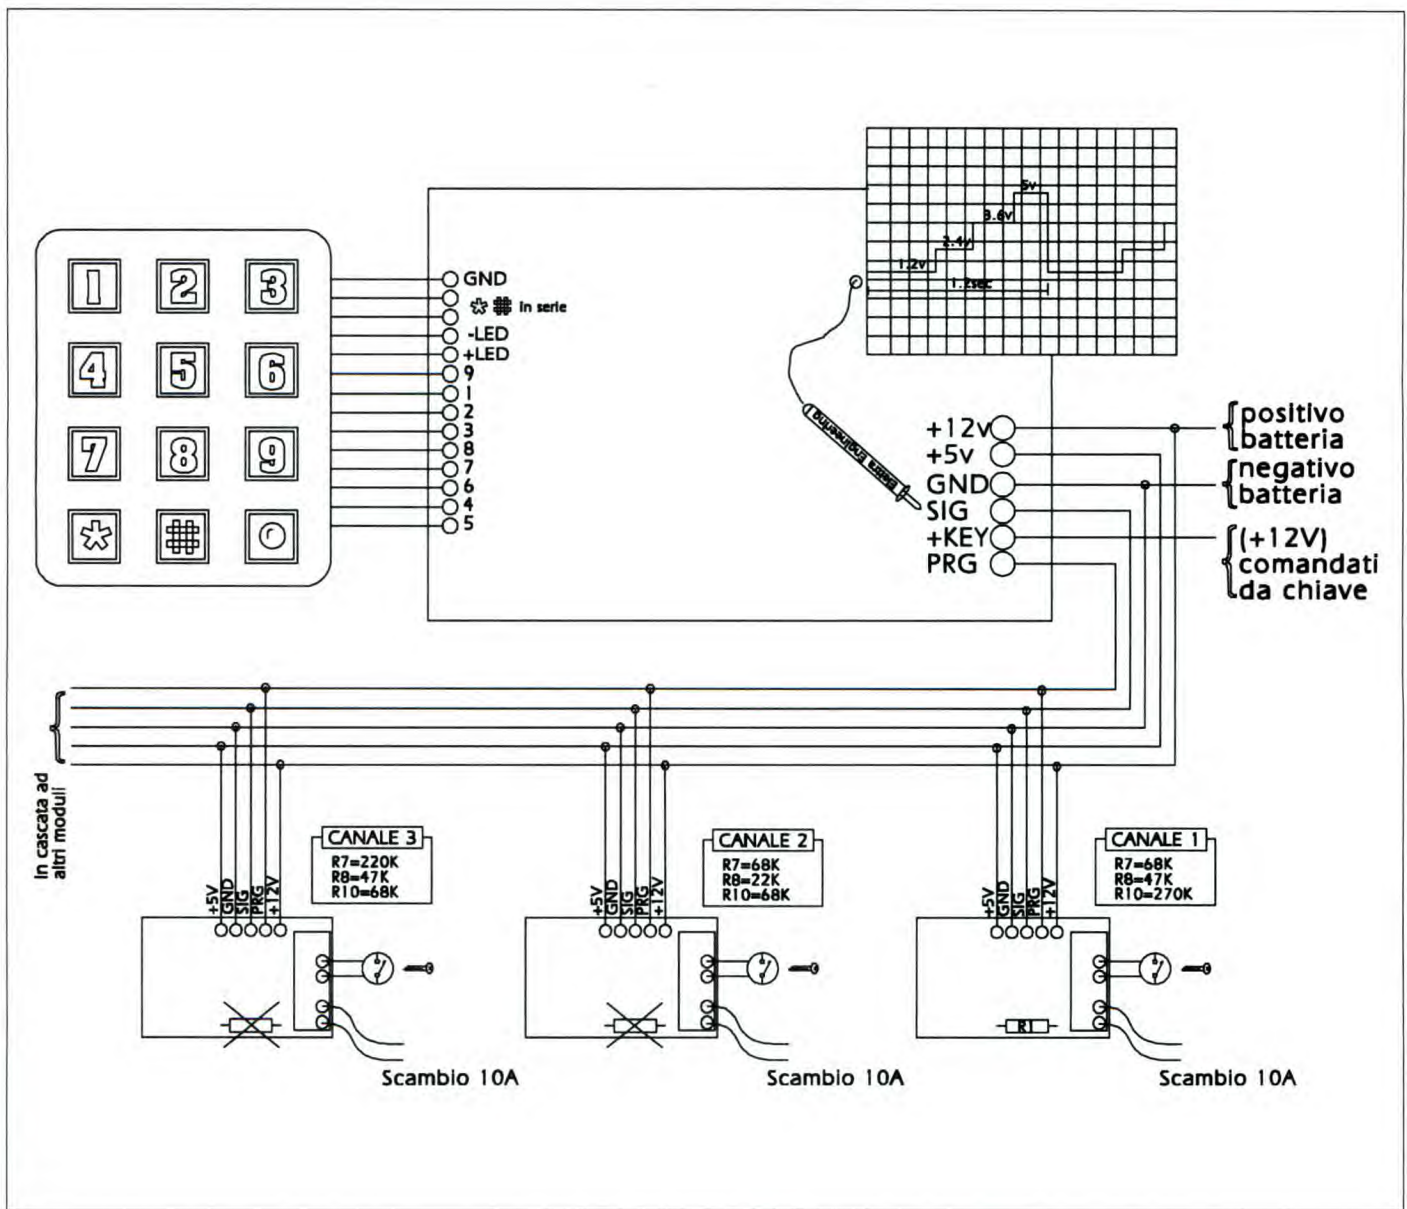 1
2
3
4
5
6
7
8
9
*
#
GND
* # in serie
-LED
+LED
9
1
2
3
8
7
6
4
5
5v
3.6v
2.4v
1.2v
1.2sec
Elettra Engineering
+12v
+5v
GND
SIG
+KEY
PRG
positivo
batteria
negativo
batteria
(+12V)
comandati
da chiave
In cascata ad
altri moduli
CANALE 3
R7=220K
R8=47K
R10=68K
+5V
GND
SIG
PRG
+12V
Scambio 10A
CANALE 2
R7=68K
R8=22K
R10=68K
+5V
GND
SIG
PRG
+12V
Scambio 10A
CANALE 1
R7=68K
R8=47K
R10=270K
+5V
GND
SIG
PRG
+12V
R1
Scambio 10A